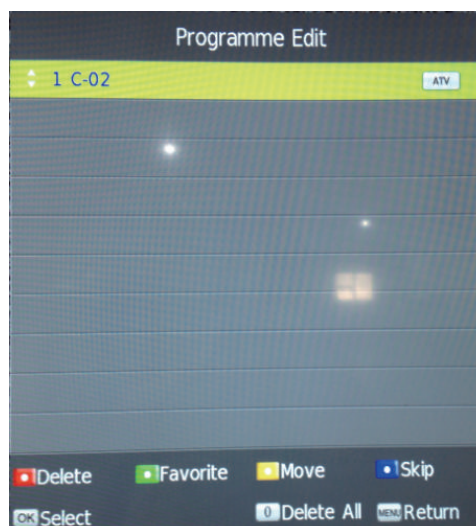 Programme Edit
1 C-02 ATV
Delete Favorite Move Skip
OK Select 0 Delete All MENU Return